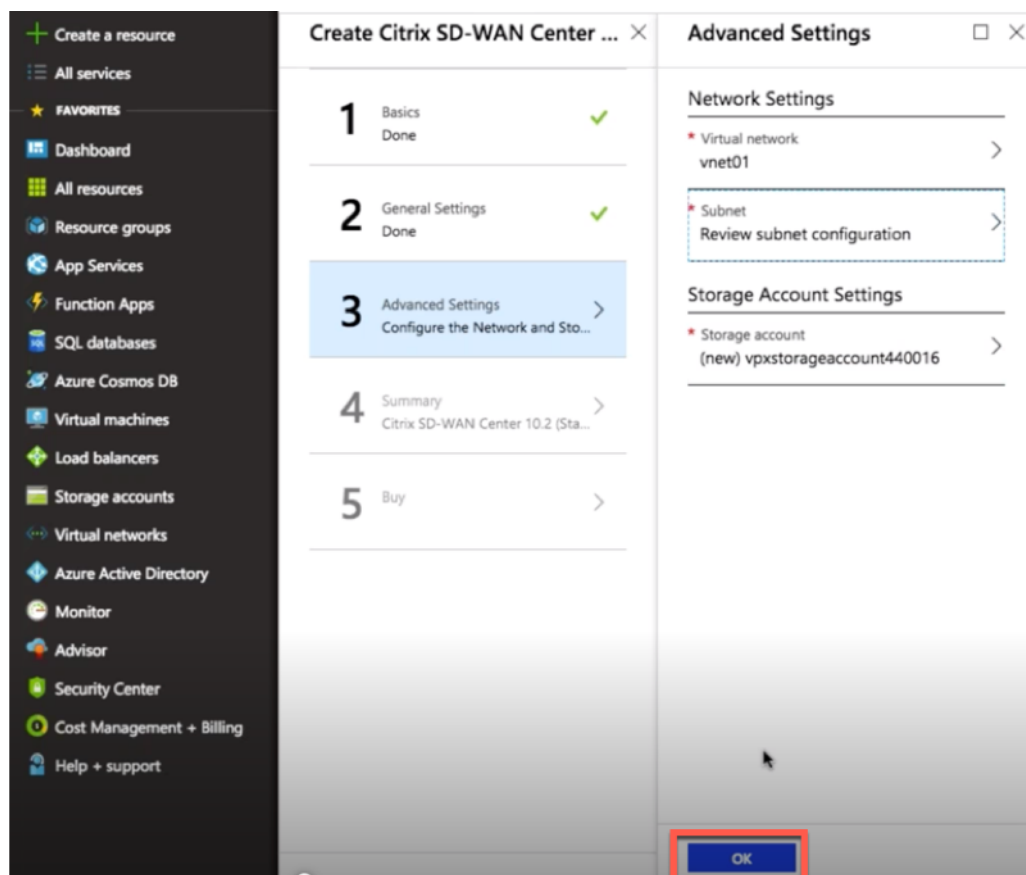 Create a resource
All services
FAVORITES
Dashboard
All resources
Resource groups
App Services
Function Apps
SQL databases
Azure Cosmos DB
Virtual machines
Load balancers
Storage accounts
Virtual networks
Azure Active Directory
Monitor
Advisor
Security Center
Cost Management + Billing
Help + support
Create Citrix SD-WAN Center ...
1
Basics
Done
2
General Settings
Done
3
Advanced Settings
Configure the Network and Sto...
4
Summary
Citrix SD-WAN Center 10.2 (Sta...
5
Buy
Advanced Settings
Network Settings
* Virtual network
vnet01
* Subnet
Review subnet configuration
Storage Account Settings
* Storage account
(new) vpxstorageaccount440016
OK